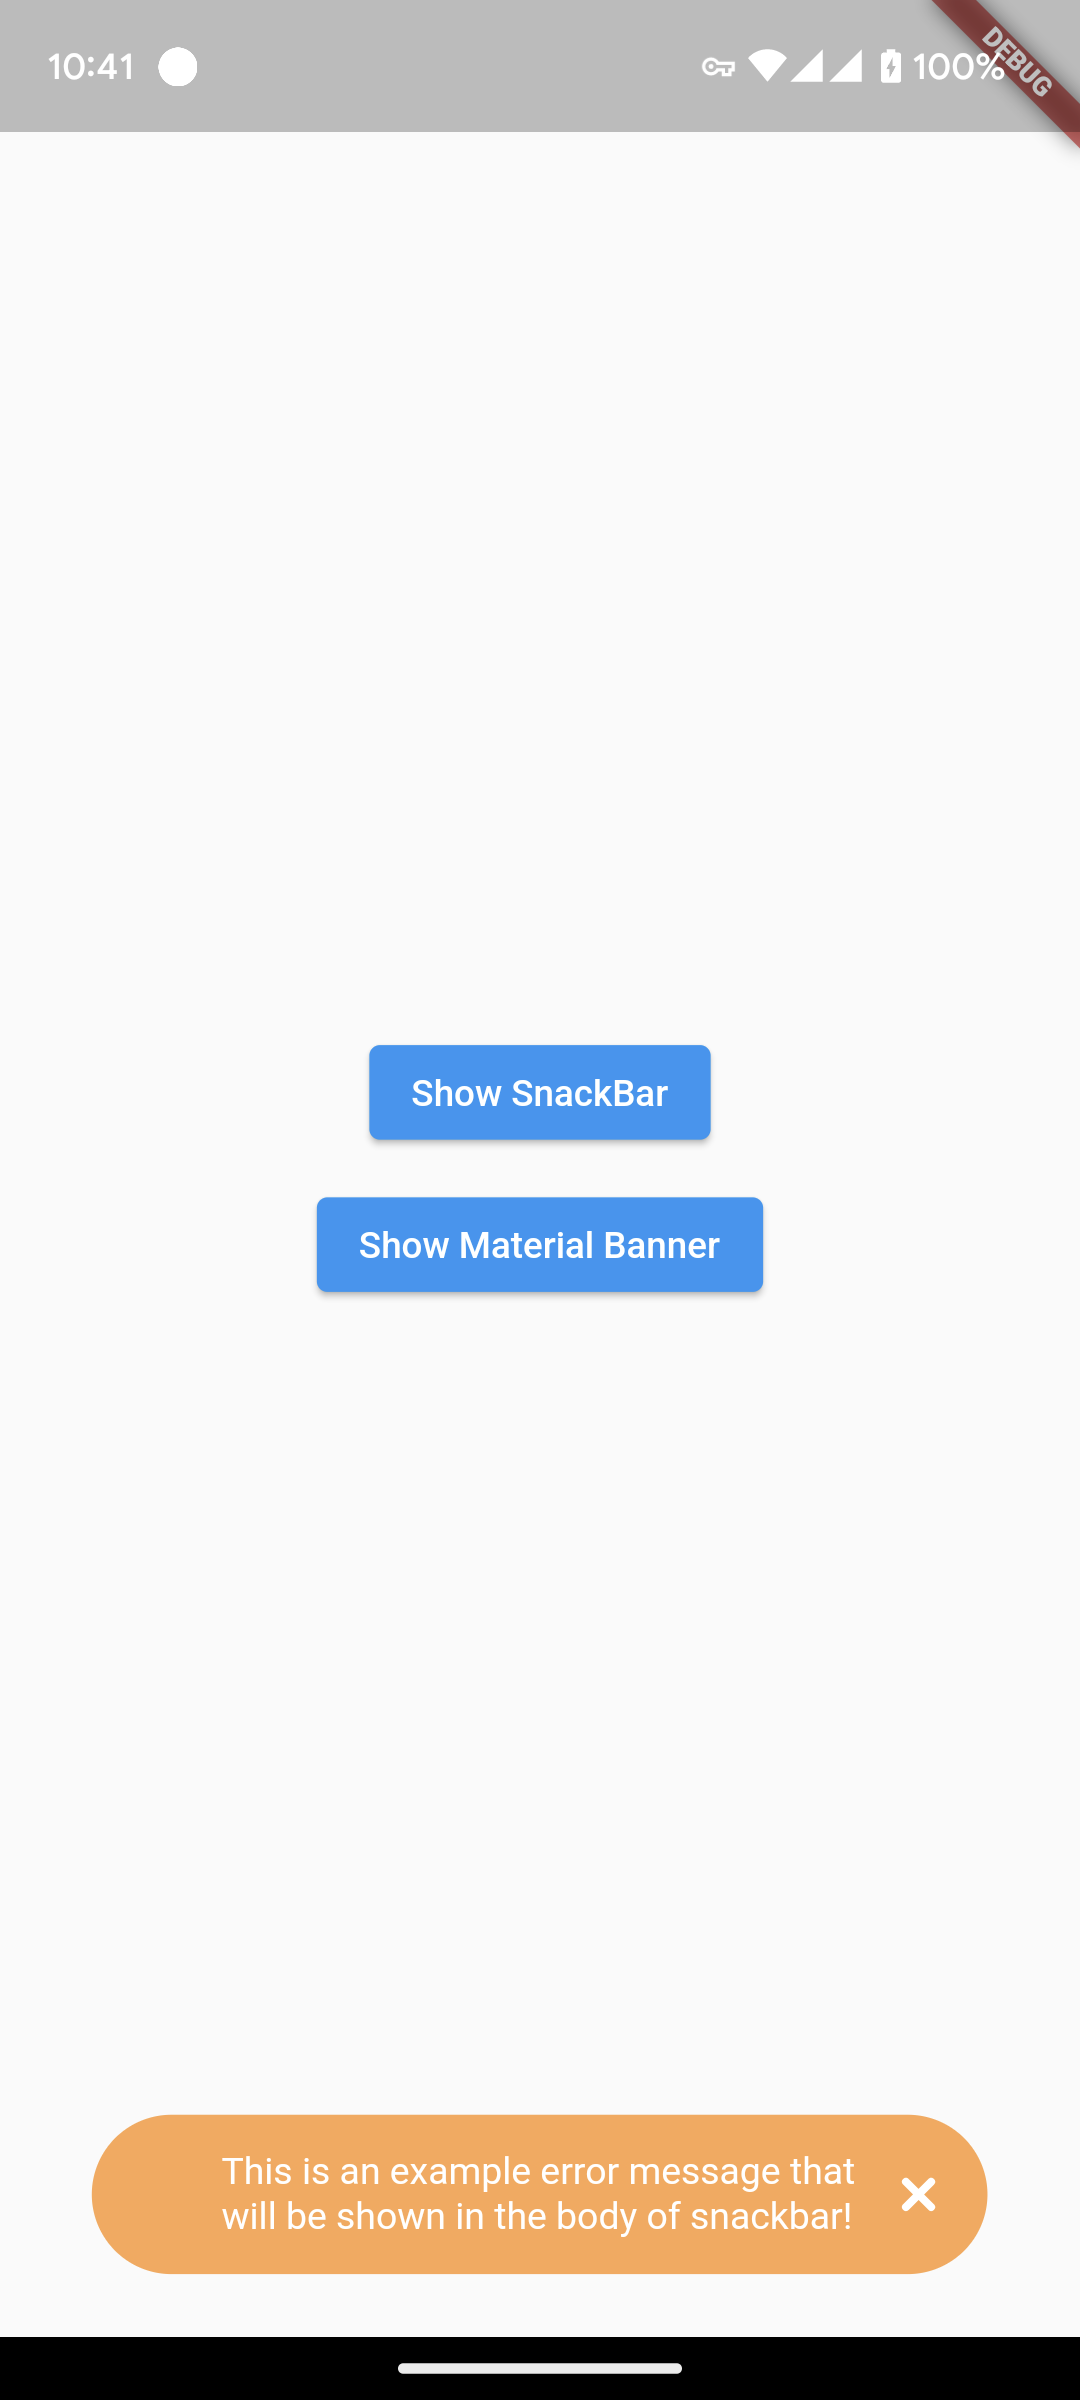 10:41 100%
DEBUG
Show SnackBar
Show Material Banner
This is an example error message that
will be shown in the body of snackbar!